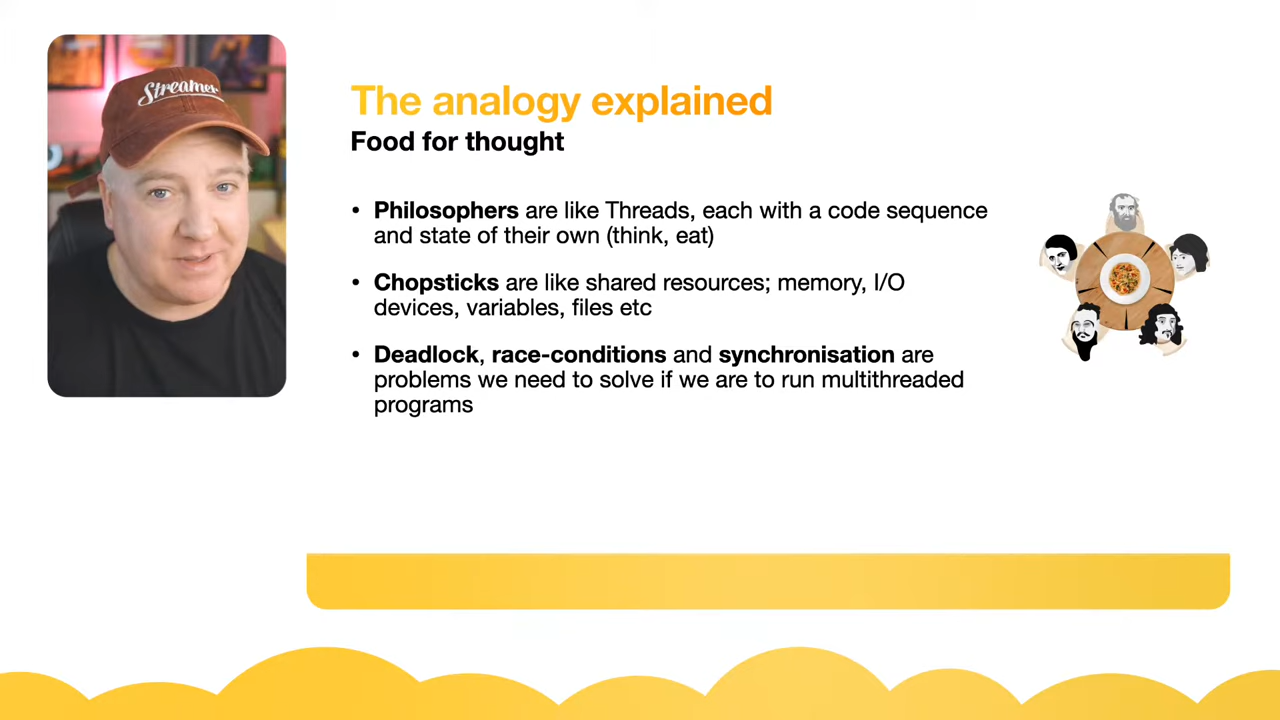 Streamer
The analogy explained
Food for thought
• Philosophers are like Threads, each with a code sequence
and state of their own (think, eat)
• Chopsticks are like shared resources; memory, I/O
devices, variables, files etc
• Deadlock, race-conditions and synchronisation are
problems we need to solve if we are to run multithreaded
programs